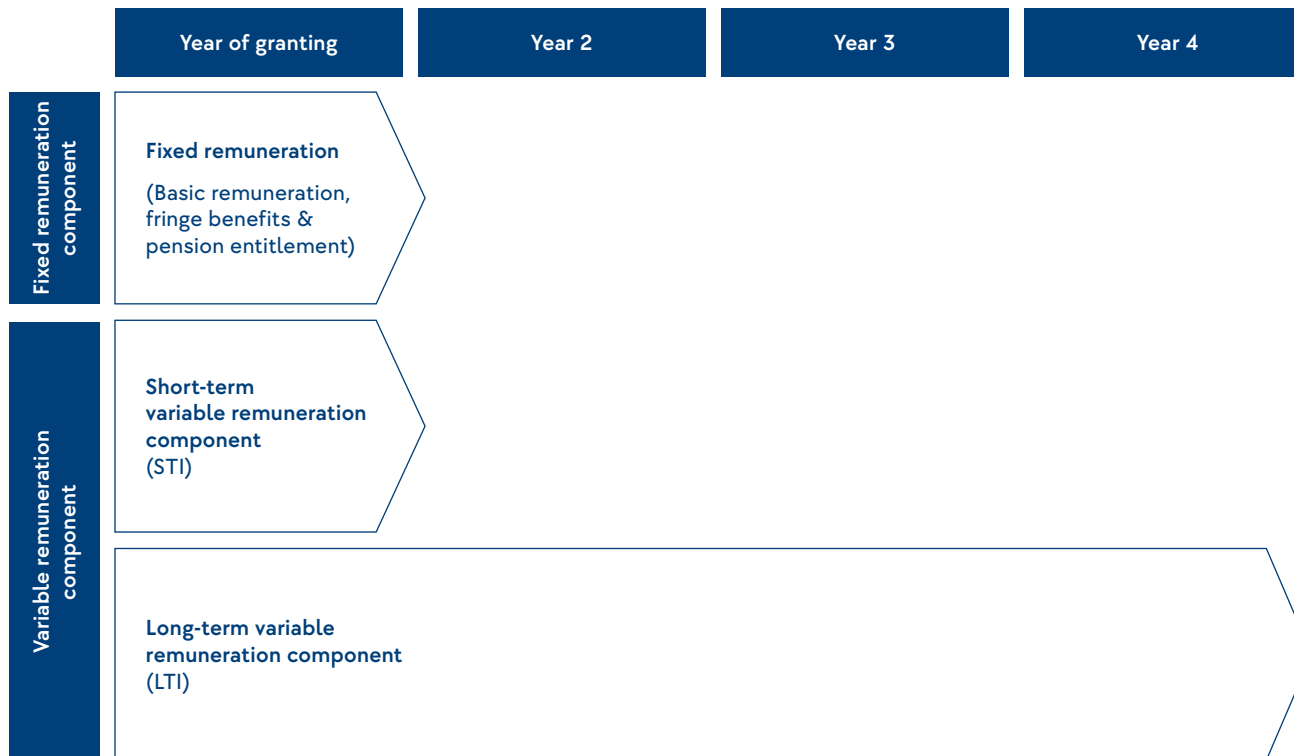 Year of granting
Year 2
Year 3
Year 4
Fixed remuneration
component
Fixed remuneration
(Basic remuneration,
fringe benefits &
pension entitlement)
Variable remuneration
component
Short-term
variable remuneration
component
(STI)
Long-term variable
remuneration component
(LTI)